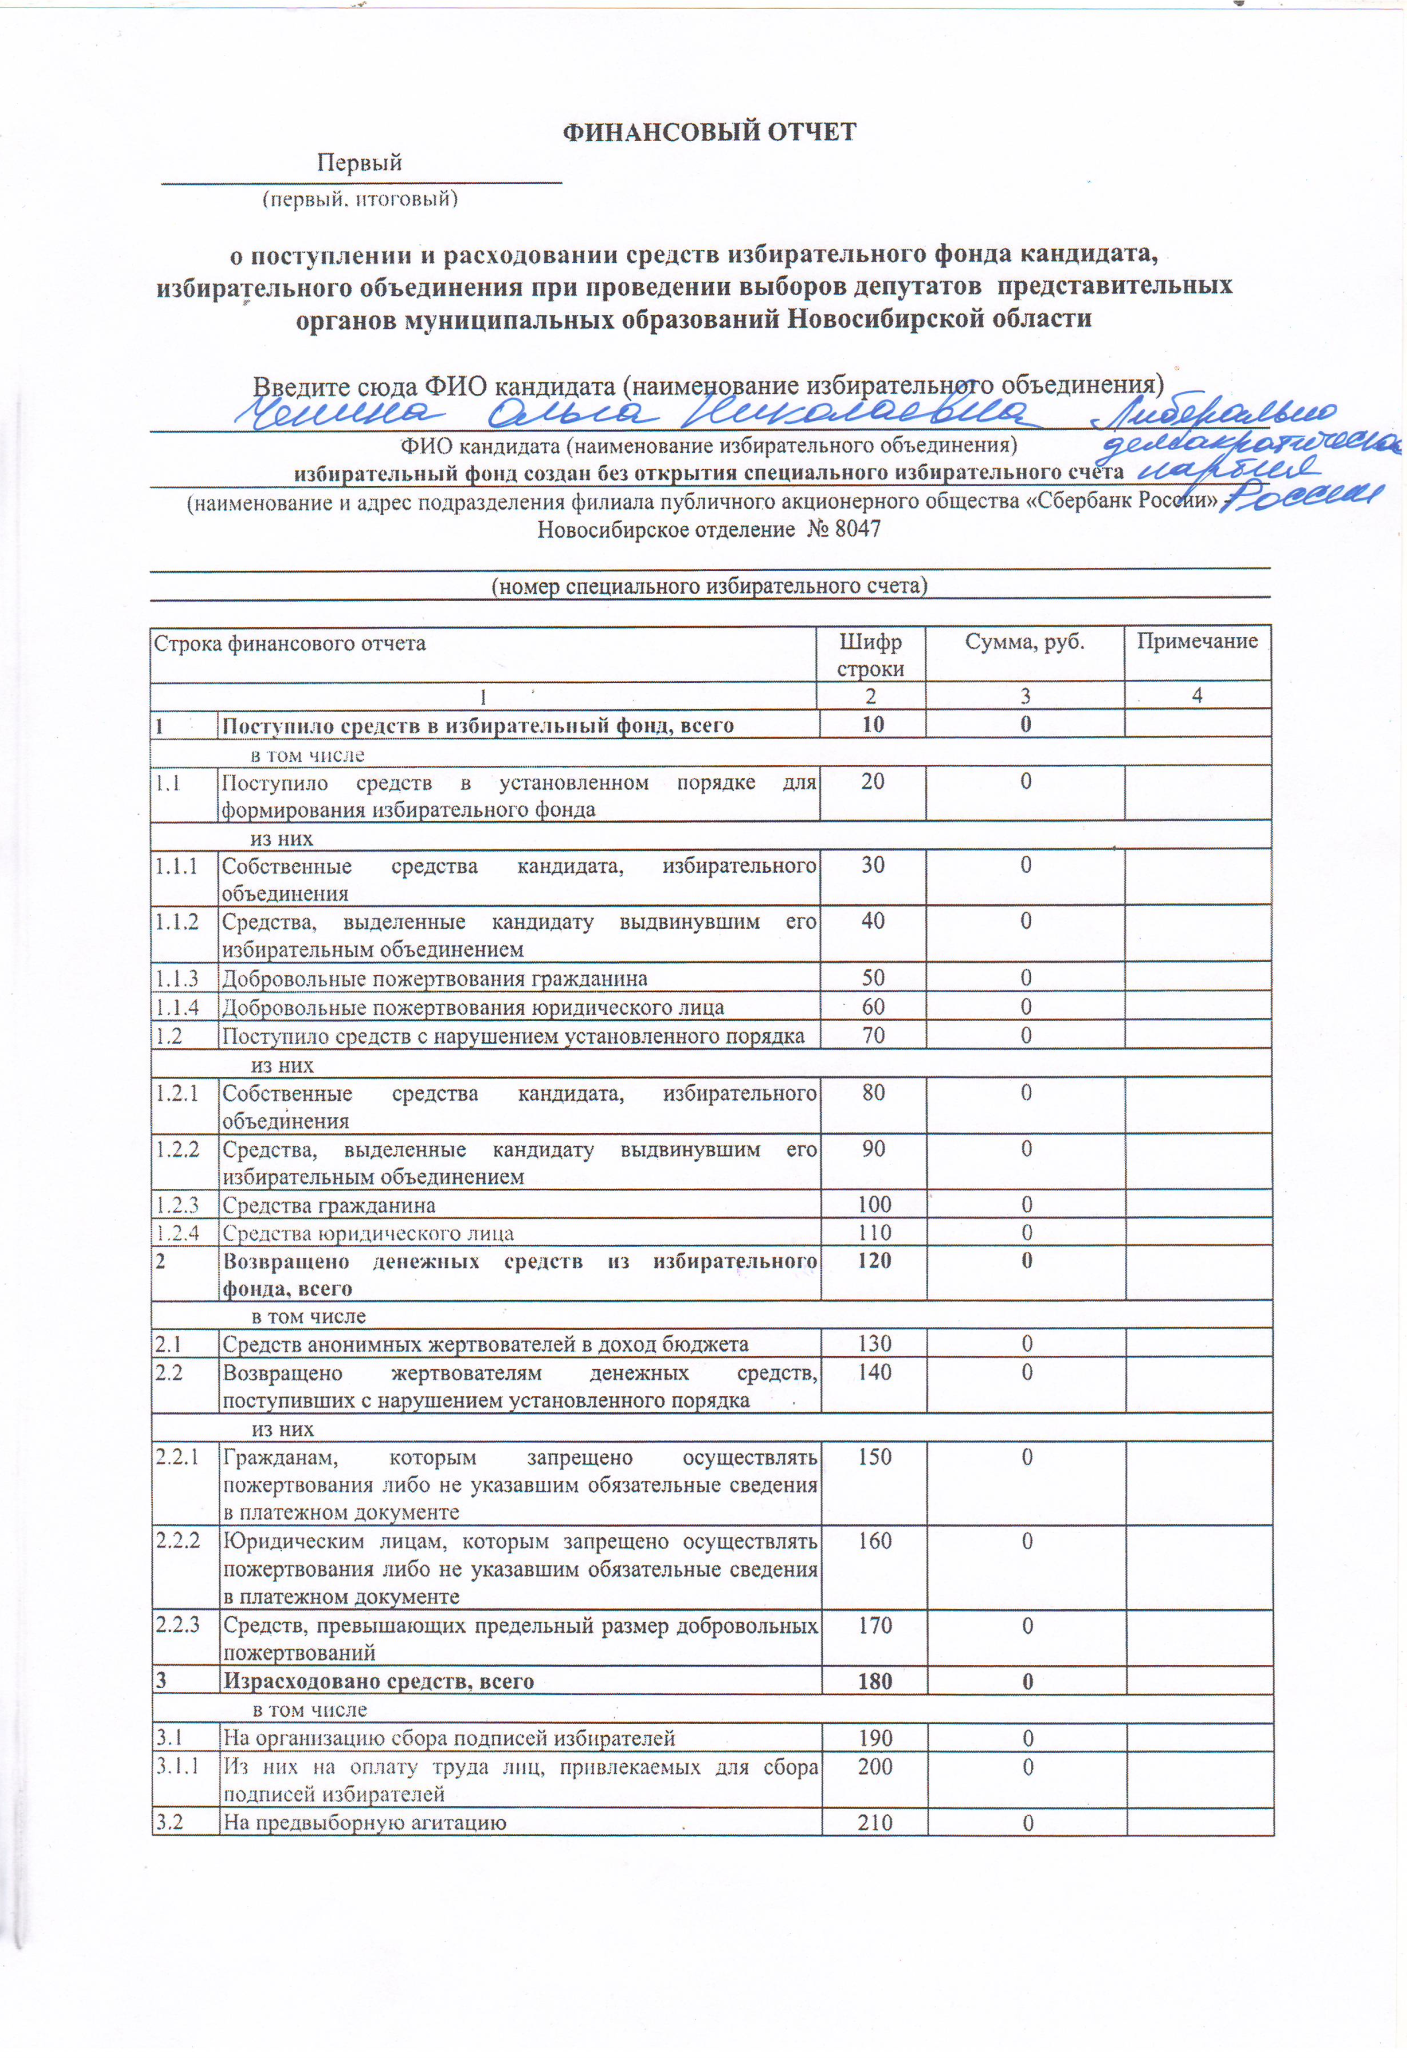 ФИНАНСОВЫЙ ОТЧЕТ
Первый
(первый, итоговый)
о поступлении и расходовании средств избирательного фонда кандидата,
избирательного объединения при проведении выборов депутатов представительных
органов муниципальных образований Новосибирской области
Введите сюда ФИО кандидата (наименование избирательного объединения)
Ольга Николаевна Либерально
ФИО кандидата (наименование избирательного объединения) демократическая
избирательный фонд создан без открытия специального избирательного счета партия
(наименование и адрес подразделения филиала публичного акционерного общества «Сбербанк России» - России
Новосибирское отделение № 8047
(номер специального избирательного счета)
Строка финансового отчета Шифр Сумма, руб. Примечание
строки
1 2 3 4
1 Поступило средств в избирательный фонд, всего 10 0
в том числе
1.1 Поступило средств в установленном порядке для 20 0
формирования избирательного фонда
из них
1.1.1 Собственные средства кандидата, избирательного 30 0
объединения
1.1.2 Средства, выделенные кандидату выдвинувшим его 40 0
избирательным объединением
1.1.3 Добровольные пожертвования гражданина 50 0
1.1.4 Добровольные пожертвования юридического лица 60 0
1.2 Поступило средств с нарушением установленного порядка 70 0
из них
1.2.1 Собственные средства кандидата, избирательного 80 0
объединения
1.2.2 Средства, выделенные кандидату выдвинувшим его 90 0
избирательным объединением
1.2.3 Средства гражданина 100 0
1.2.4 Средства юридического лица 110 0
2 Возвращено денежных средств из избирательного 120 0
фонда, всего
в том числе
2.1 Средств анонимных жертвователей в доход бюджета 130 0
2.2 Возвращено жертвователям денежных средств, 140 0
поступивших с нарушением установленного порядка
из них
2.2.1 Гражданам, которым запрещено осуществлять 150 0
пожертвования либо не указавшим обязательные сведения
в платежном документе
2.2.2 Юридическим лицам, которым запрещено осуществлять 160 0
пожертвования либо не указавшим обязательные сведения
в платежном документе
2.2.3 Средств, превышающих предельный размер добровольных 170 0
пожертвований
3 Израсходовано средств, всего 180 0
в том числе
3.1 На организацию сбора подписей избирателей 190 0
3.1.1 Из них на оплату труда лиц, привлекаемых для сбора 200 0
подписей избирателей
3.2 На предвыборную агитацию 210 0